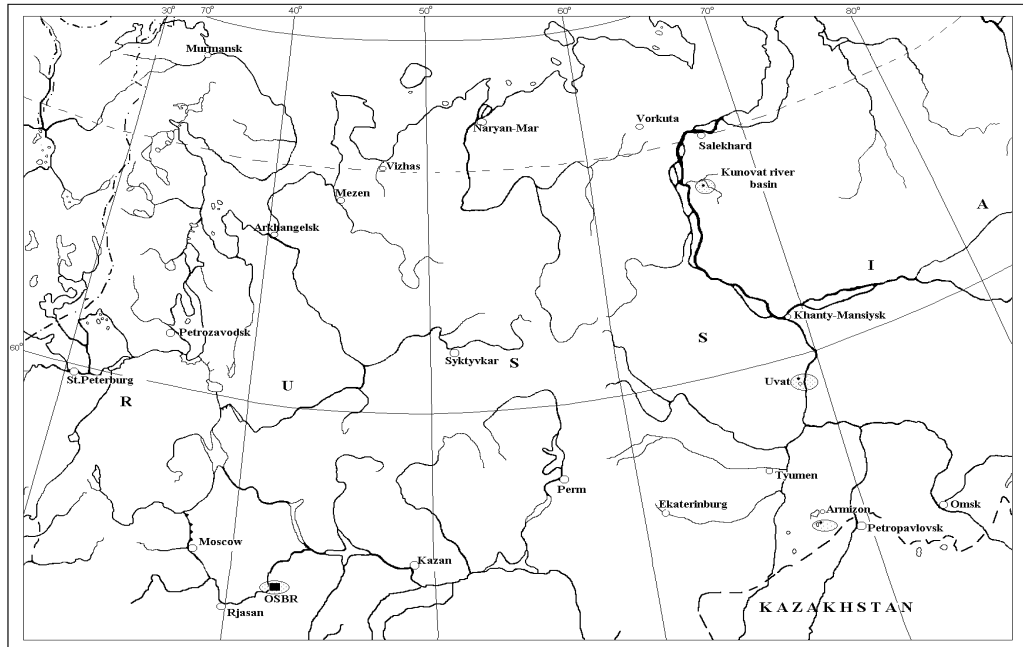 30° 70° 40° 50° 60° 70° 80°
Murmansk
Naryan-Mar
Vorkuta
Salekhard
Vizhas
Kunovat river
basin
Mezen
A
Arkhangelsk
I
Khanty-Mansiysk
Petrozavodsk
60°
Syktyvkar
S
S
St.Peterburg
U
Uvat
R
Tyumen
Perm
Ekaterinburg
Armizon
Omsk
Petropavlovsk
Moscow
Kazan
OSBR
Rjasan
KAZAKHSTAN